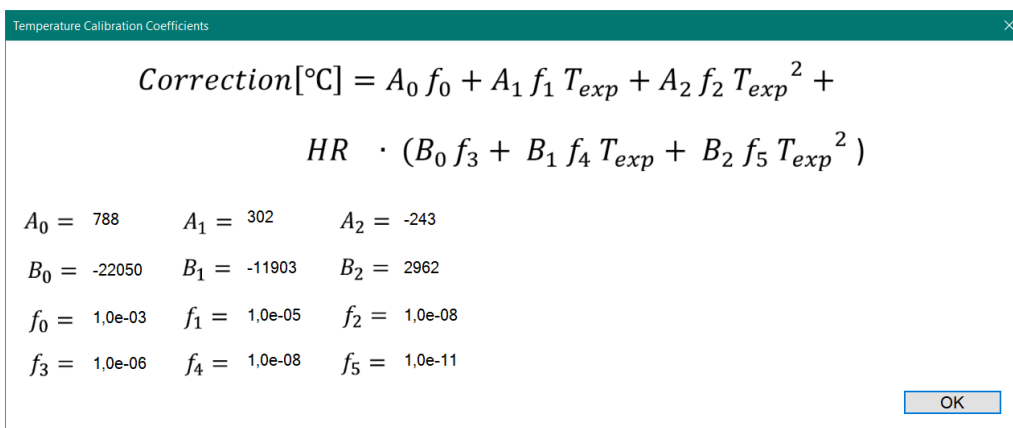 Temperature Calibration Coefficients
Correction[°C] = A₀ f₀ + A₁ f₁ Tₑₓₚ + A₂ f₂ Tₑₓₚ² +
HR · (B₀ f₃ + B₁ f₄ Tₑₓₚ + B₂ f₅ Tₑₓₚ² )
A₀ = 788 A₁ = 302 A₂ = -243
B₀ = -22050 B₁ = -11903 B₂ = 2962
f₀ = 1,0e-03 f₁ = 1,0e-05 f₂ = 1,0e-08
f₃ = 1,0e-06 f₄ = 1,0e-08 f₅ = 1,0e-11
OK